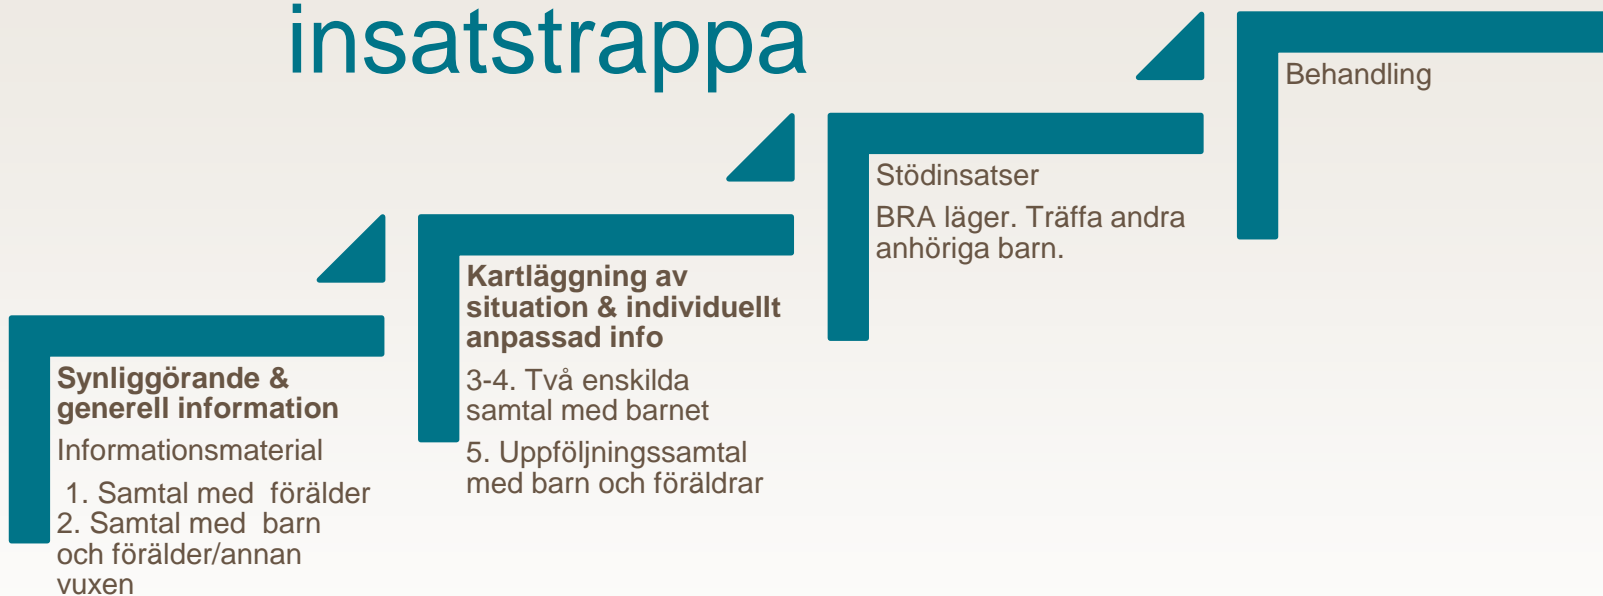 insatstrappa
Synliggörande &
generell information
Informationsmaterial
1. Samtal med förälder
2. Samtal med barn
och förälder/annan
vuxen
Kartläggning av
situation & individuellt
anpassad info
3-4. Två enskilda
samtal med barnet
5. Uppföljningssamtal
med barn och föräldrar
Stödinsatser
BRA läger. Träffa andra
anhöriga barn.
Behandling